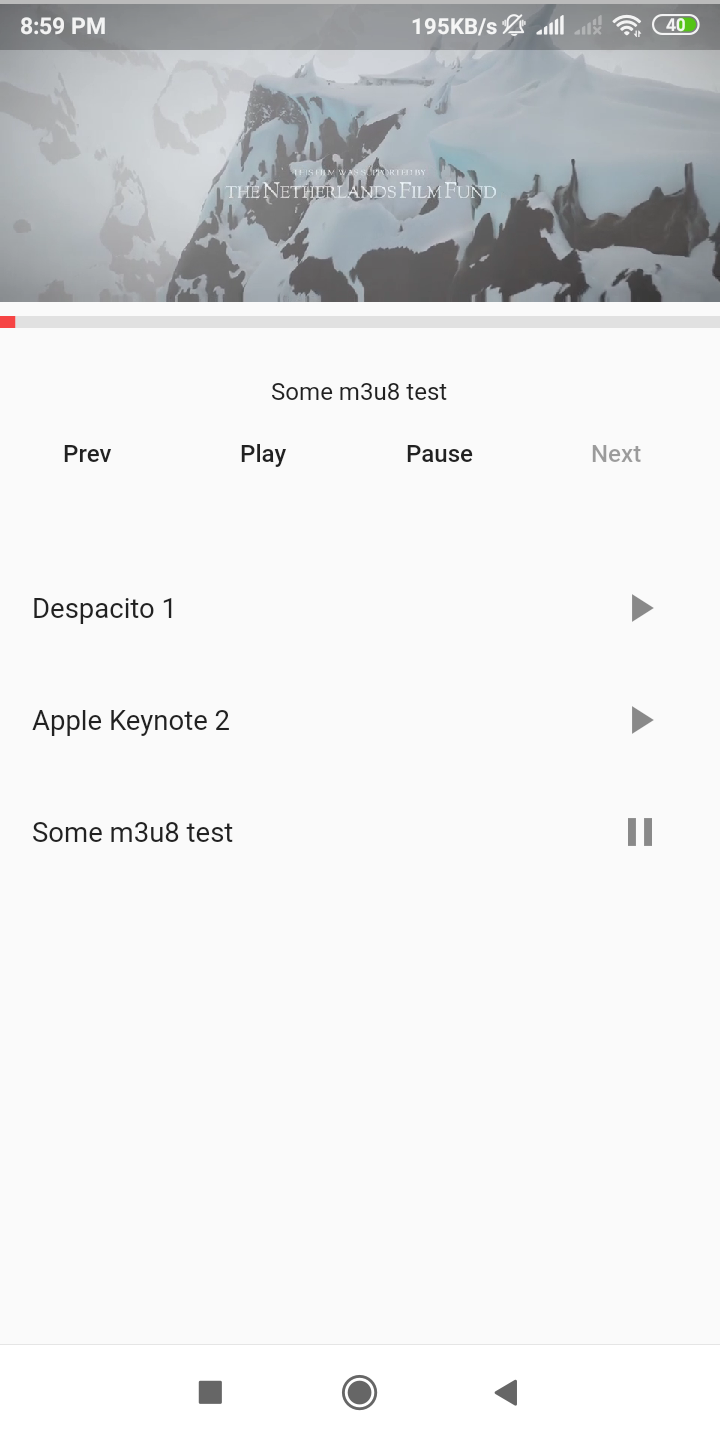 8:59 PM 195KB/s 40
THIS FILM WAS SUPPORTED BY
THE NETHERLANDS FILM FUND
Some m3u8 test
Prev Play Pause Next
Despacito 1
Apple Keynote 2
Some m3u8 test